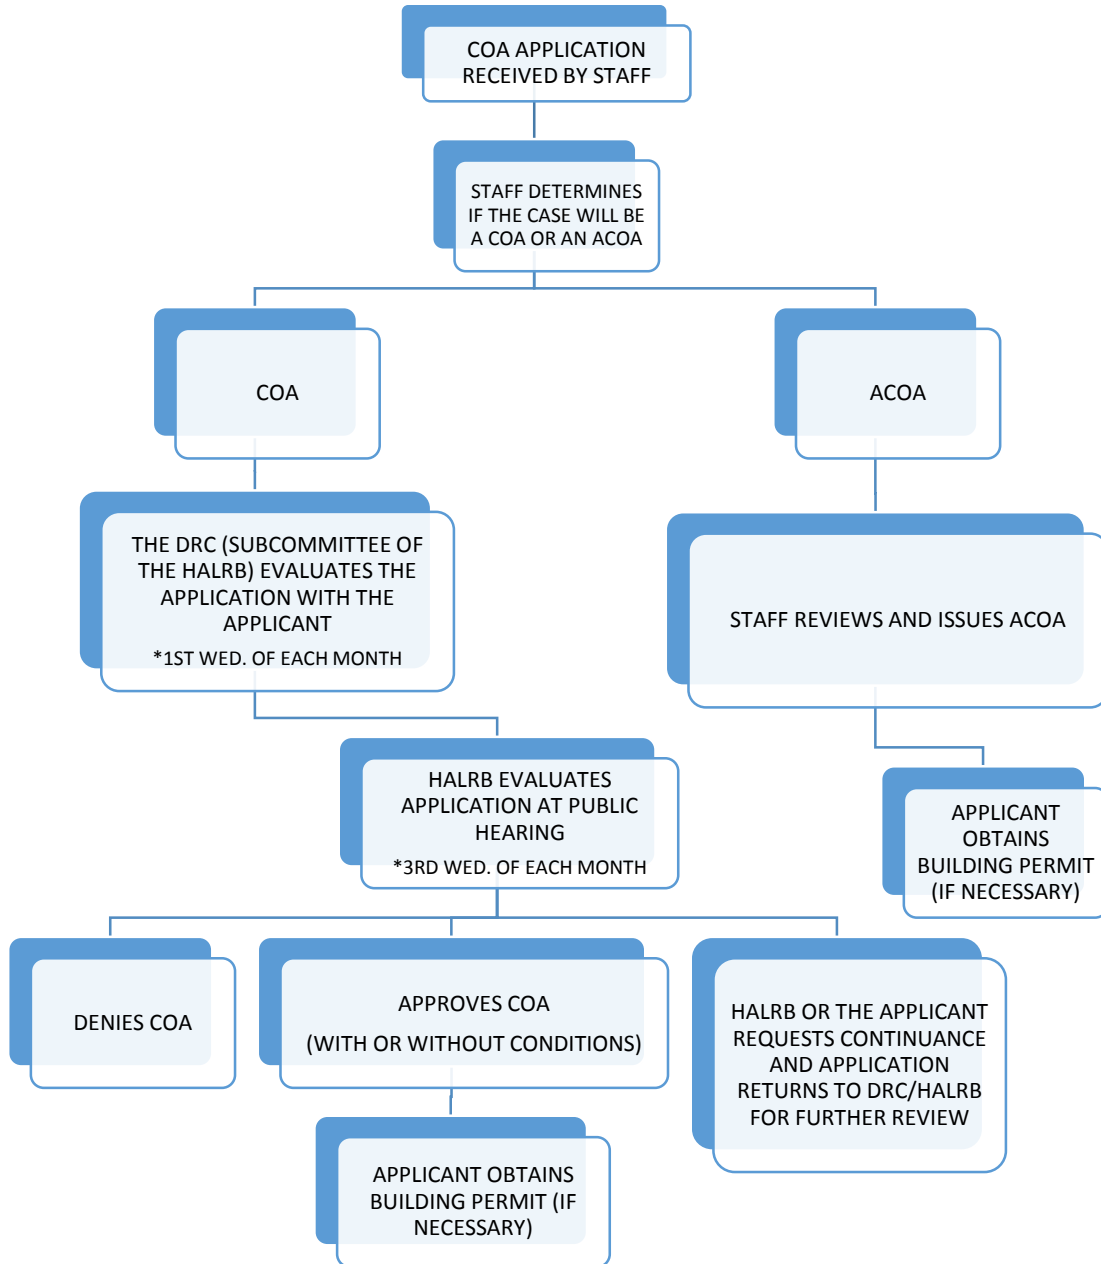 COA APPLICATION
RECEIVED BY STAFF
STAFF DETERMINES
IF THE CASE WILL BE
A COA OR AN ACOA
COA
ACOA
THE DRC (SUBCOMMITTEE OF
THE HALRB) EVALUATES THE
APPLICATION WITH THE
APPLICANT
*1ST WED. OF EACH MONTH
STAFF REVIEWS AND ISSUES ACOA
HALRB EVALUATES
APPLICATION AT PUBLIC
HEARING
*3RD WED. OF EACH MONTH
APPLICANT
OBTAINS
BUILDING PERMIT
(IF NECESSARY)
DENIES COA
APPROVES COA
(WITH OR WITHOUT CONDITIONS)
HALRB OR THE APPLICANT
REQUESTS CONTINUANCE
AND APPLICATION
RETURNS TO DRC/HALRB
FOR FURTHER REVIEW
APPLICANT OBTAINS
BUILDING PERMIT (IF
NECESSARY)